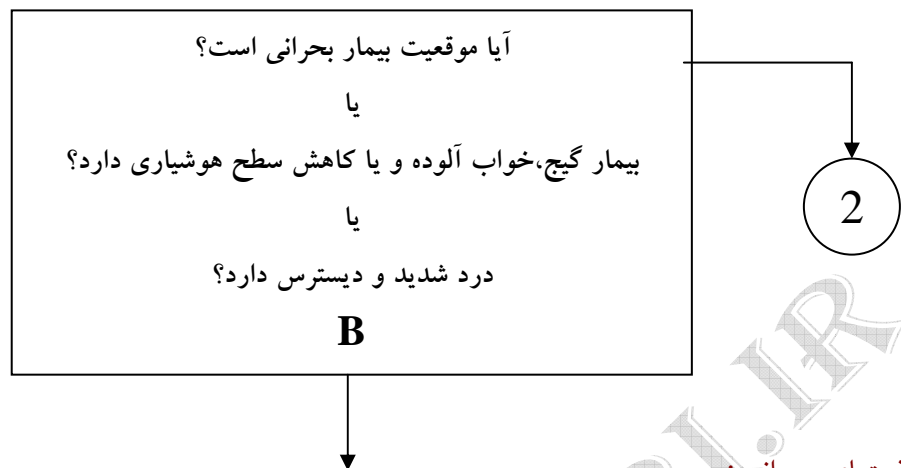 آیا موقعیت بیمار بحرانی است؟
یا
بیمار گیج،خواب آلوده و یا کاهش سطح هوشیاری دارد؟
یا
درد شدید و دیسترس دارد؟
B
2